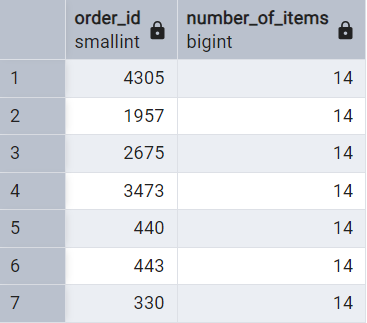 order_id number_of_items
smallint bigint
1 4305 14
2 1957 14
3 2675 14
4 3473 14
5 440 14
6 443 14
7 330 14